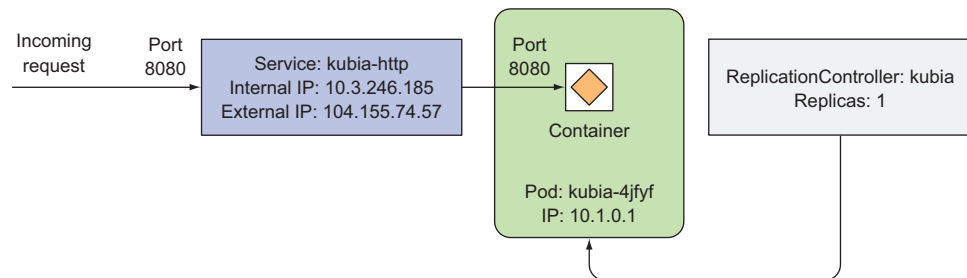 Incoming
request
Port
8080
Service: kubia-http
Internal IP: 10.3.246.185
External IP: 104.155.74.57
Port
8080
Container
Pod: kubia-4jfyf
IP: 10.1.0.1
ReplicationController: kubia
Replicas: 1